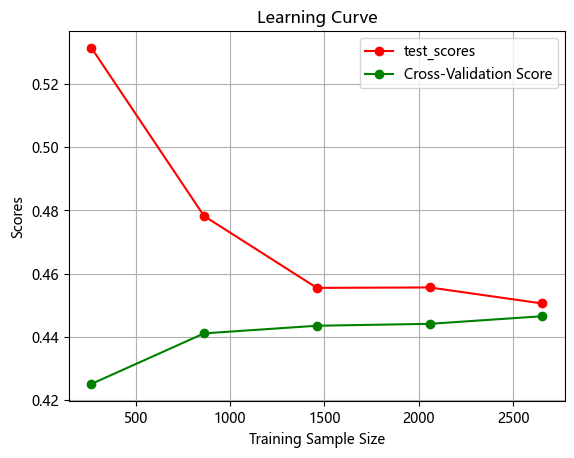 Learning Curve
test_scores
Cross-Validation Score
Scores
0.52
0.50
0.48
0.46
0.44
0.42
500 1000 1500 2000 2500
Training Sample Size